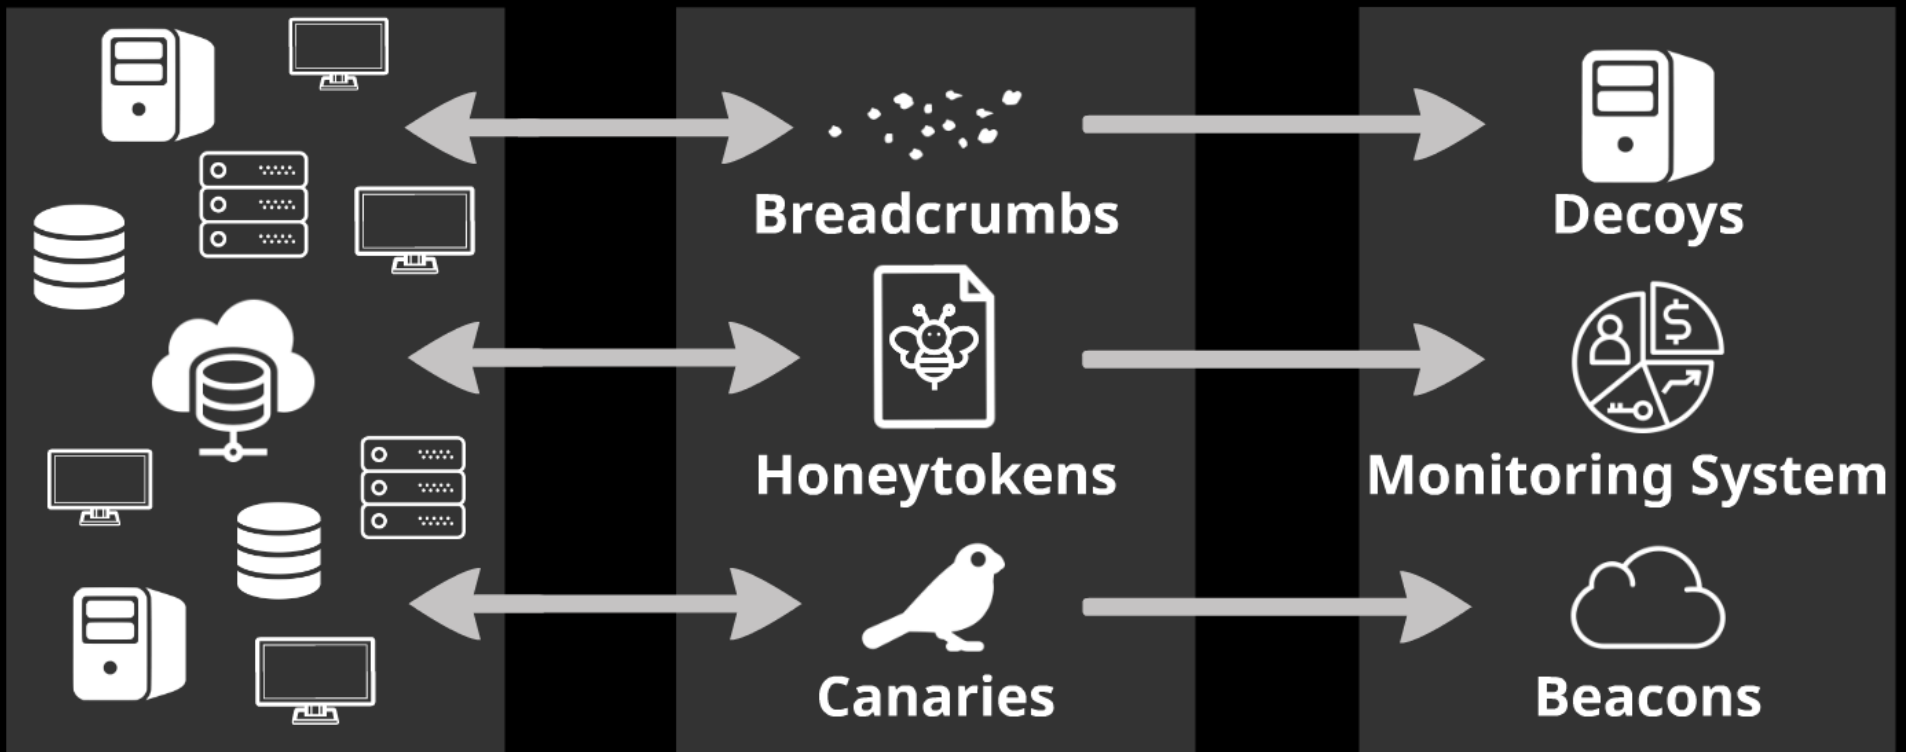 Breadcrumbs
Decoys
Honeytokens
Monitoring System
Canaries
Beacons